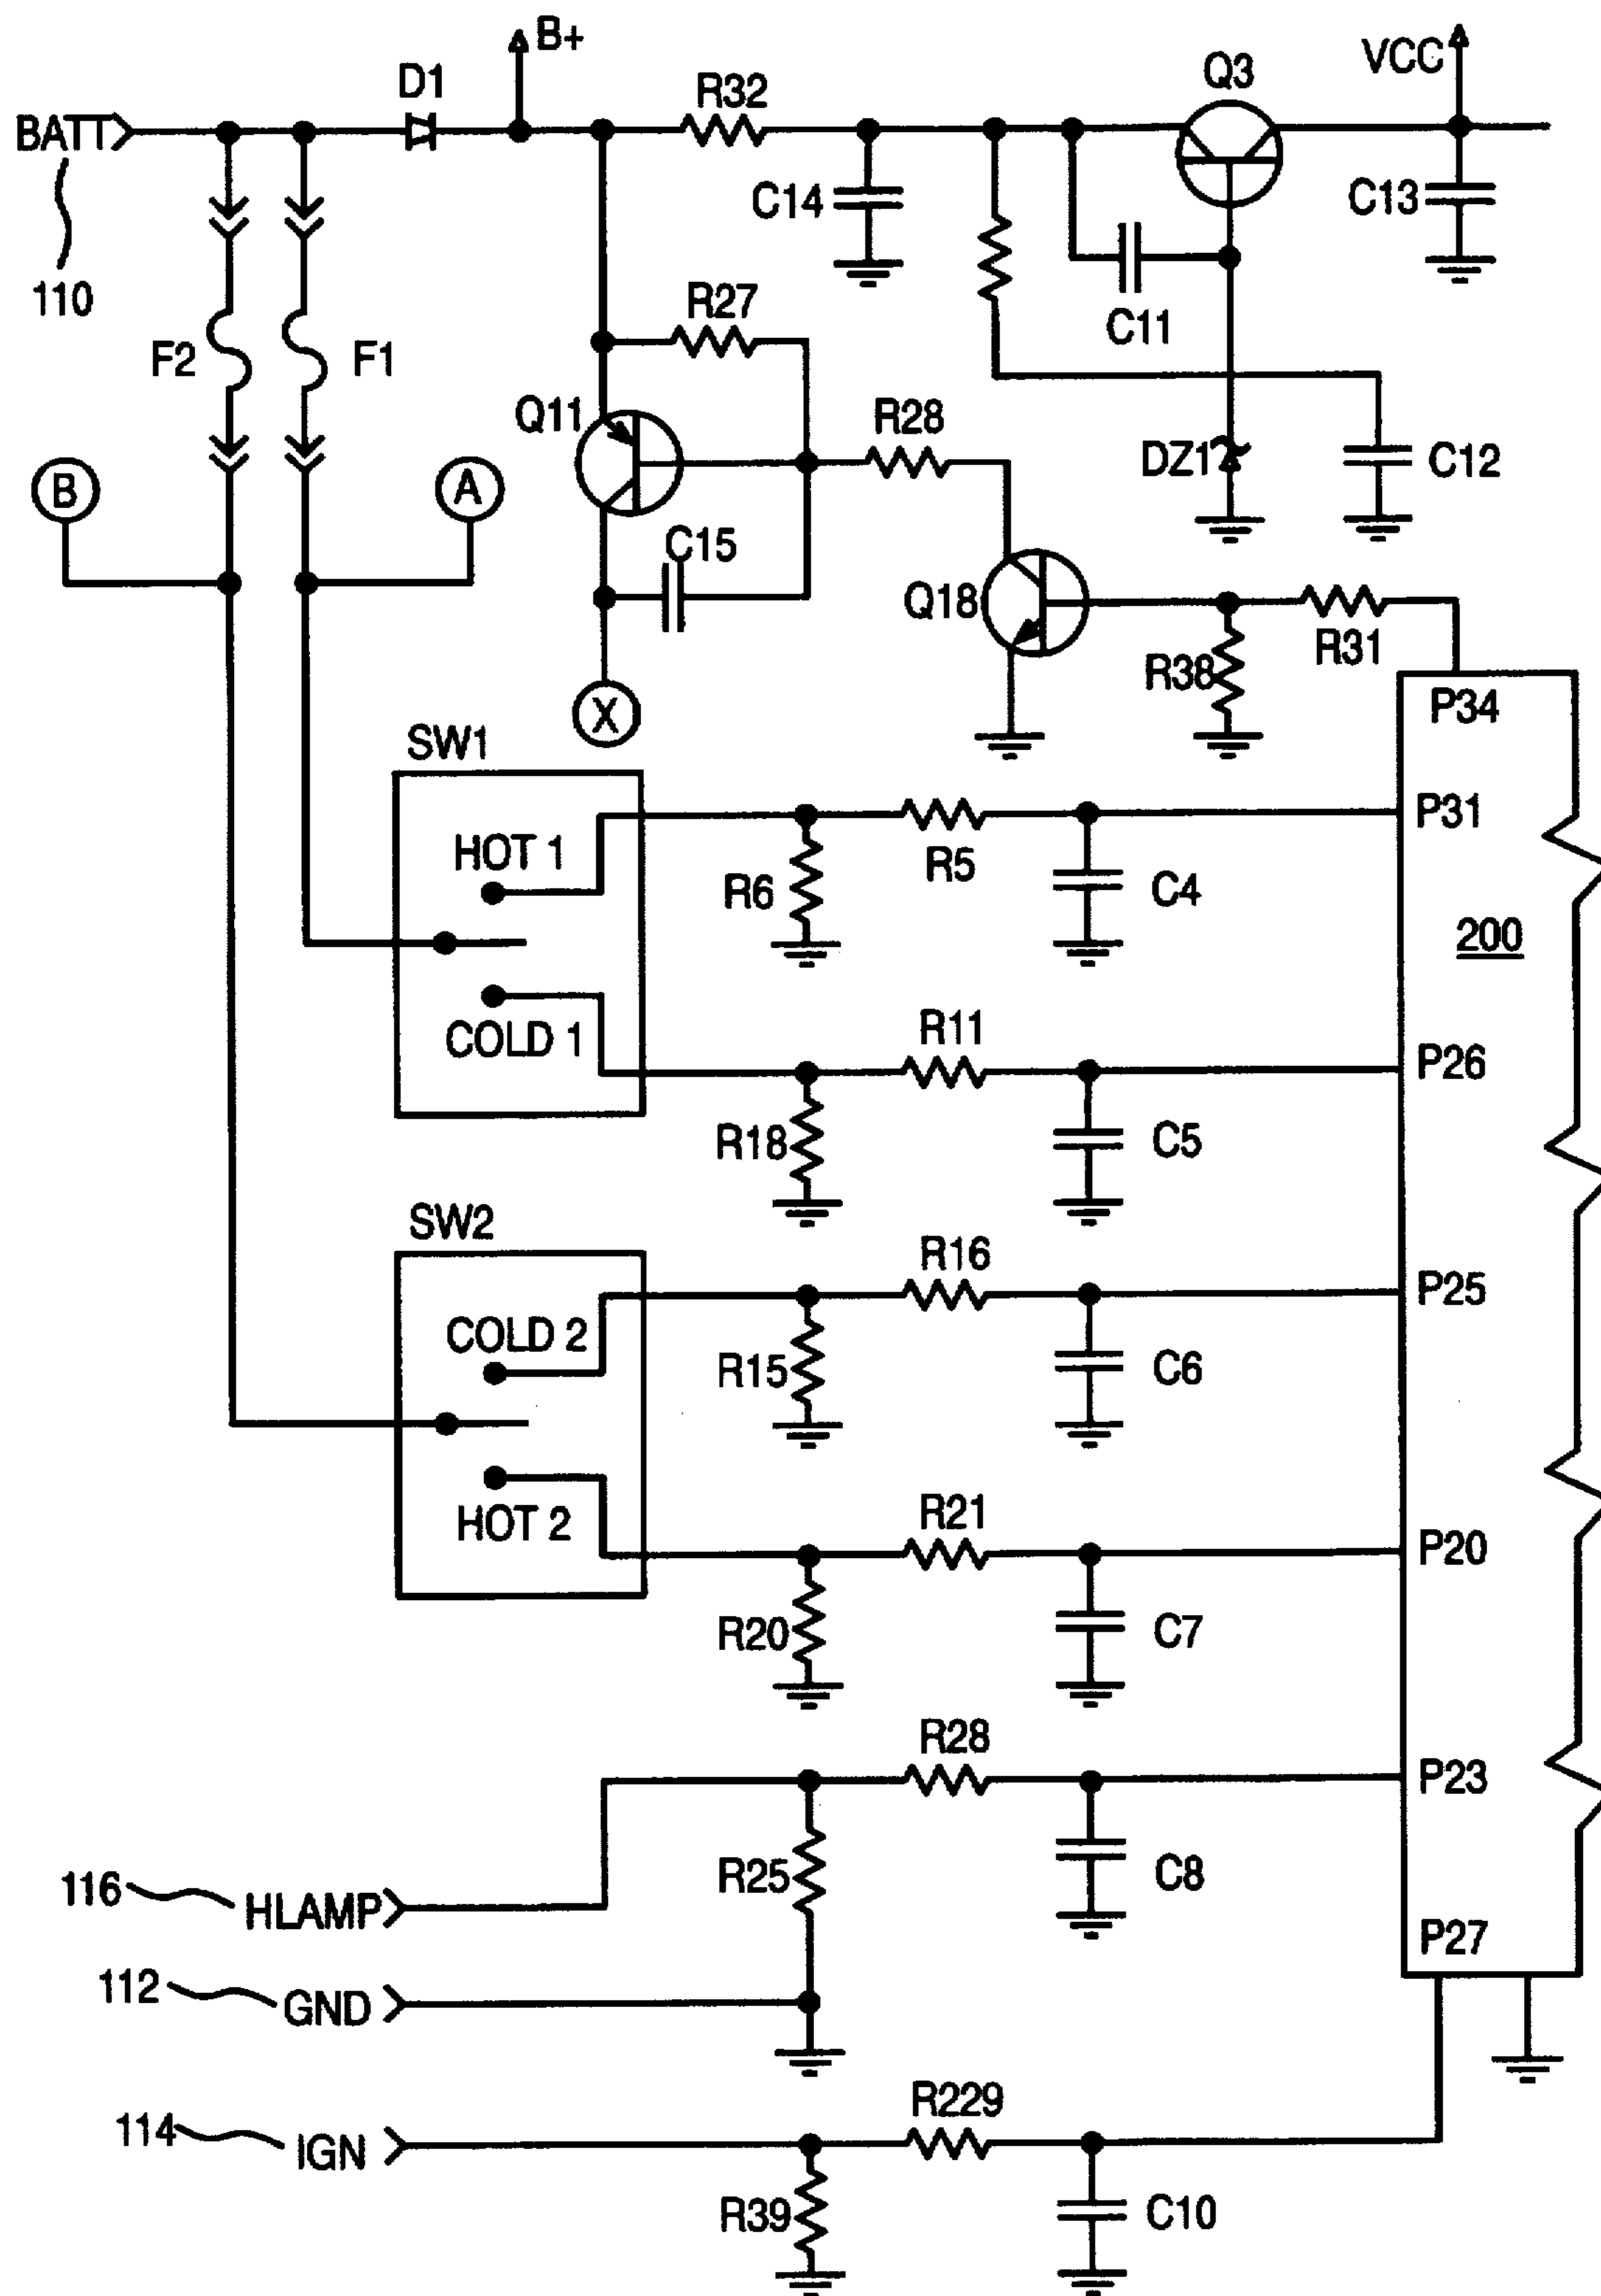 B+
VCC
Q3
D1
R32
BATT
C14
C13
110
R27
C11
F2
F1
Q11
R28
DZ1
C12
B
A
C15
Q18
R31
R38
P34
X
SW1
P31
HOT 1
R5
R6
C4
200
COLD 1
R11
P26
R18
C5
SW2
R16
P25
COLD 2
R15
C6
HOT 2
R21
P20
R20
C7
R28
P23
R25
C8
116
HLAMP
P27
112
GND
R229
114
IGN
R39
C10